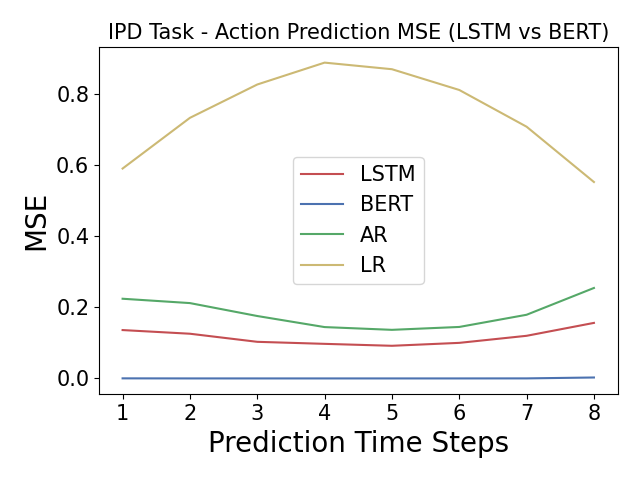 IPD Task - Action Prediction MSE (LSTM vs BERT)
MSE
0.8
0.6
0.4
0.2
0.0
LSTM
BERT
AR
LR
1 2 3 4 5 6 7 8
Prediction Time Steps